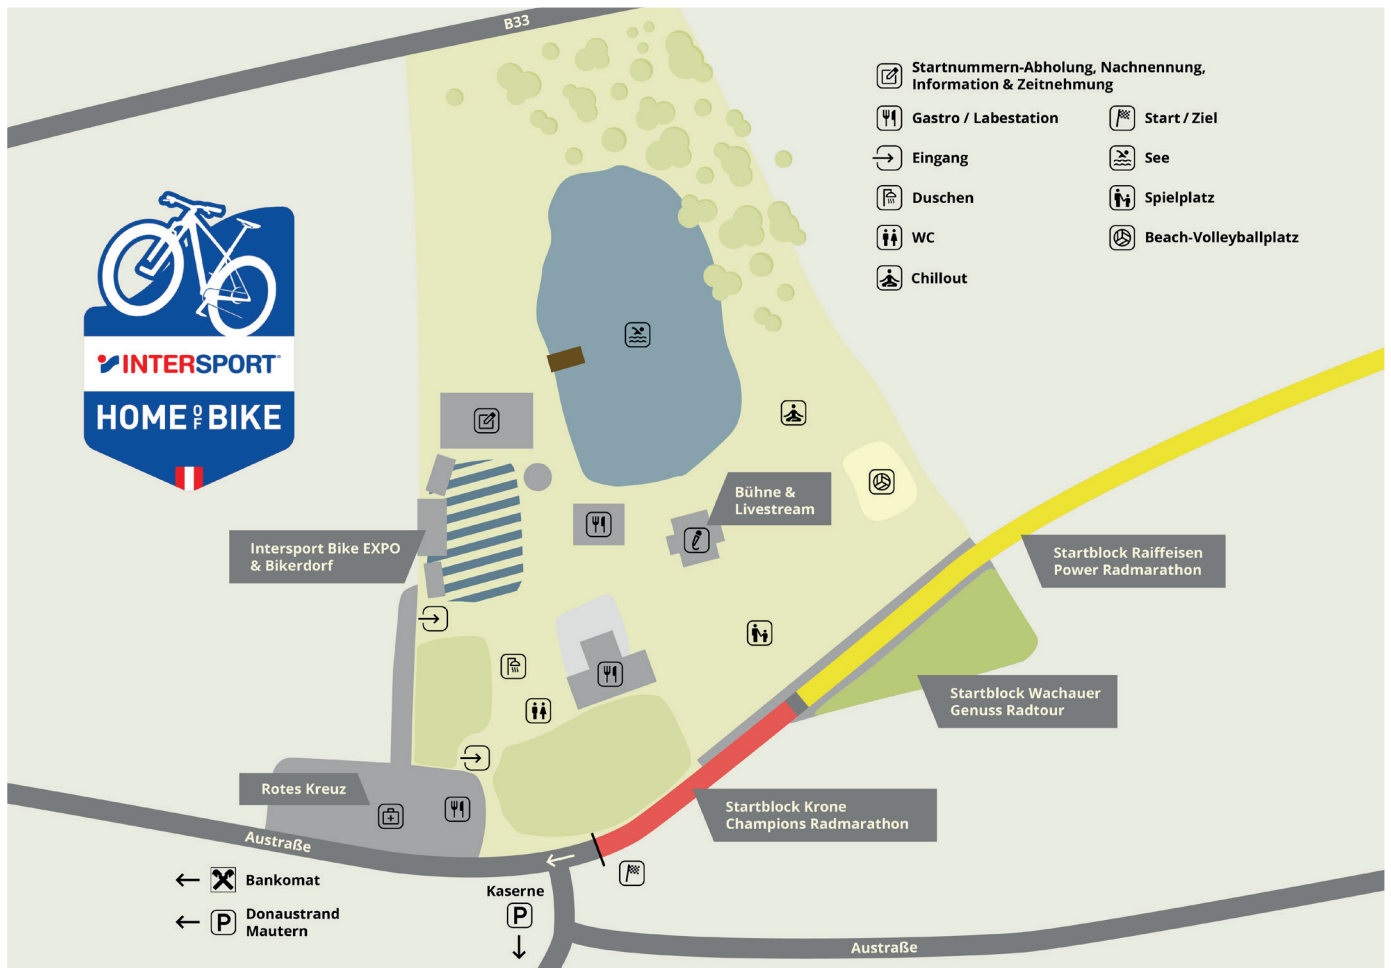 B33
Startnummern-Abholung, Nachnennung,
Information & Zeitnehmung
Gastro / Labestation
Start / Ziel
Eingang
See
Duschen
Spielplatz
WC
Beach-Volleyballplatz
Chillout
INTERSPORT
HOME OF BIKE
Bühne &
Livestream
Intersport Bike EXPO
& Bikerdorf
Startblock Raiffeisen
Power Radmarathon
Startblock Wachauer
Genuss Radtour
Rotes Kreuz
Startblock Krone
Champions Radmarathon
Austraße
Bankomat
Kaserne
P
P
Donaustrand
Mautern
Austraße